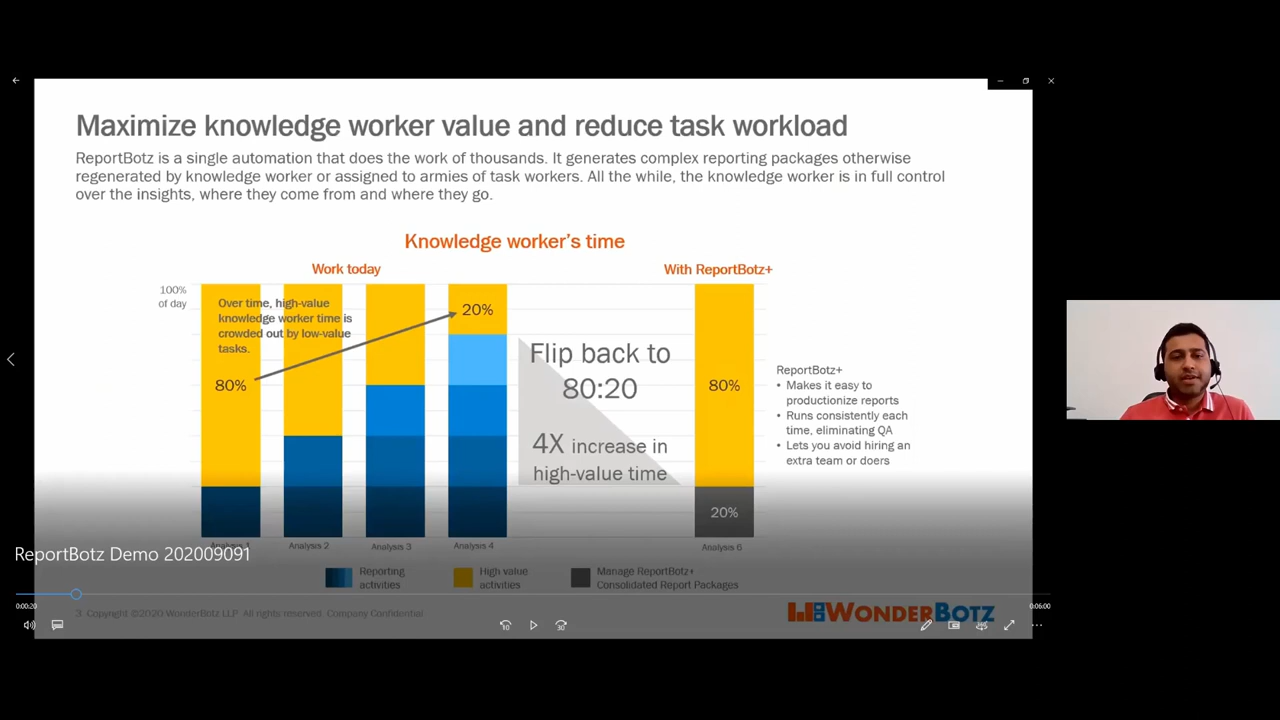 Maximize knowledge worker value and reduce task workload
ReportBotz is a single automation that does the work of thousands. It generates complex reporting packages otherwise
regenerated by knowledge worker or assigned to armies of task workers. All the while, the knowledge worker is in full control
over the insights, where they come from and where they go.
Knowledge worker's time
Work today
With ReportBotz+
100%
of day
Over time, high-value
knowledge worker time is
crowded out by low-value
tasks.
80%
20%
Flip back to
80:20
4X increase in
high-value time
80%
20%
ReportBotz+
• Makes it easy to
productionize reports
• Runs consistently each
time, eliminating QA
• Lets you avoid hiring an
extra team or doers
Analysis 1
Analysis 2
Analysis 3
Analysis 4
Analysis 6
ReportBotz Demo 202009091
Reporting
activities
High value
activities
Manage ReportBotz+
Consolidated Report Packages
0:00:20
0:06:00
3 Copyright ©2020 WonderBotz LLP All rights reserved. Company Confidential
WONDERBOTZ
10
30